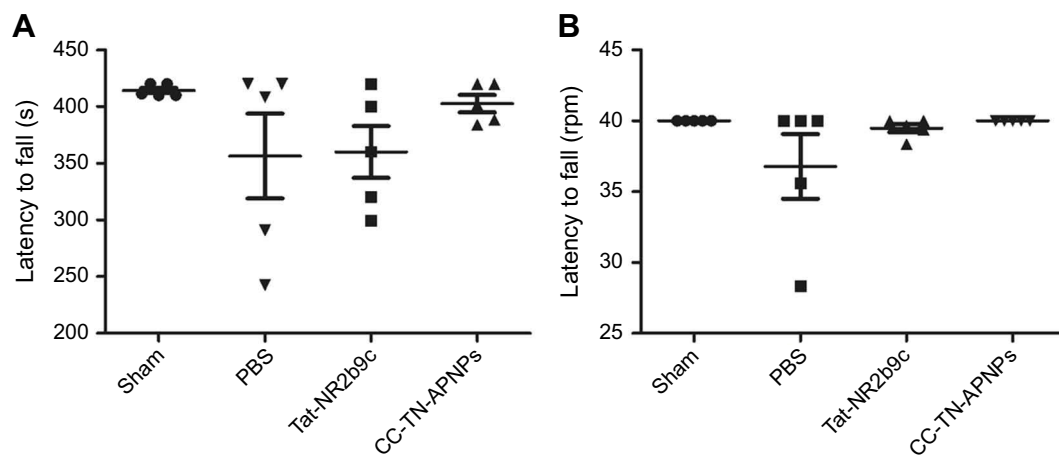 A
Latency to fall (s)
450
400
350
300
250
200
Sham
PBS
Tat-NR2b9c
CC-TN-APNPs
B
Latency to fall (rpm)
45
40
35
30
25
Sham
PBS
Tat-NR2b9c
CC-TN-APNPs